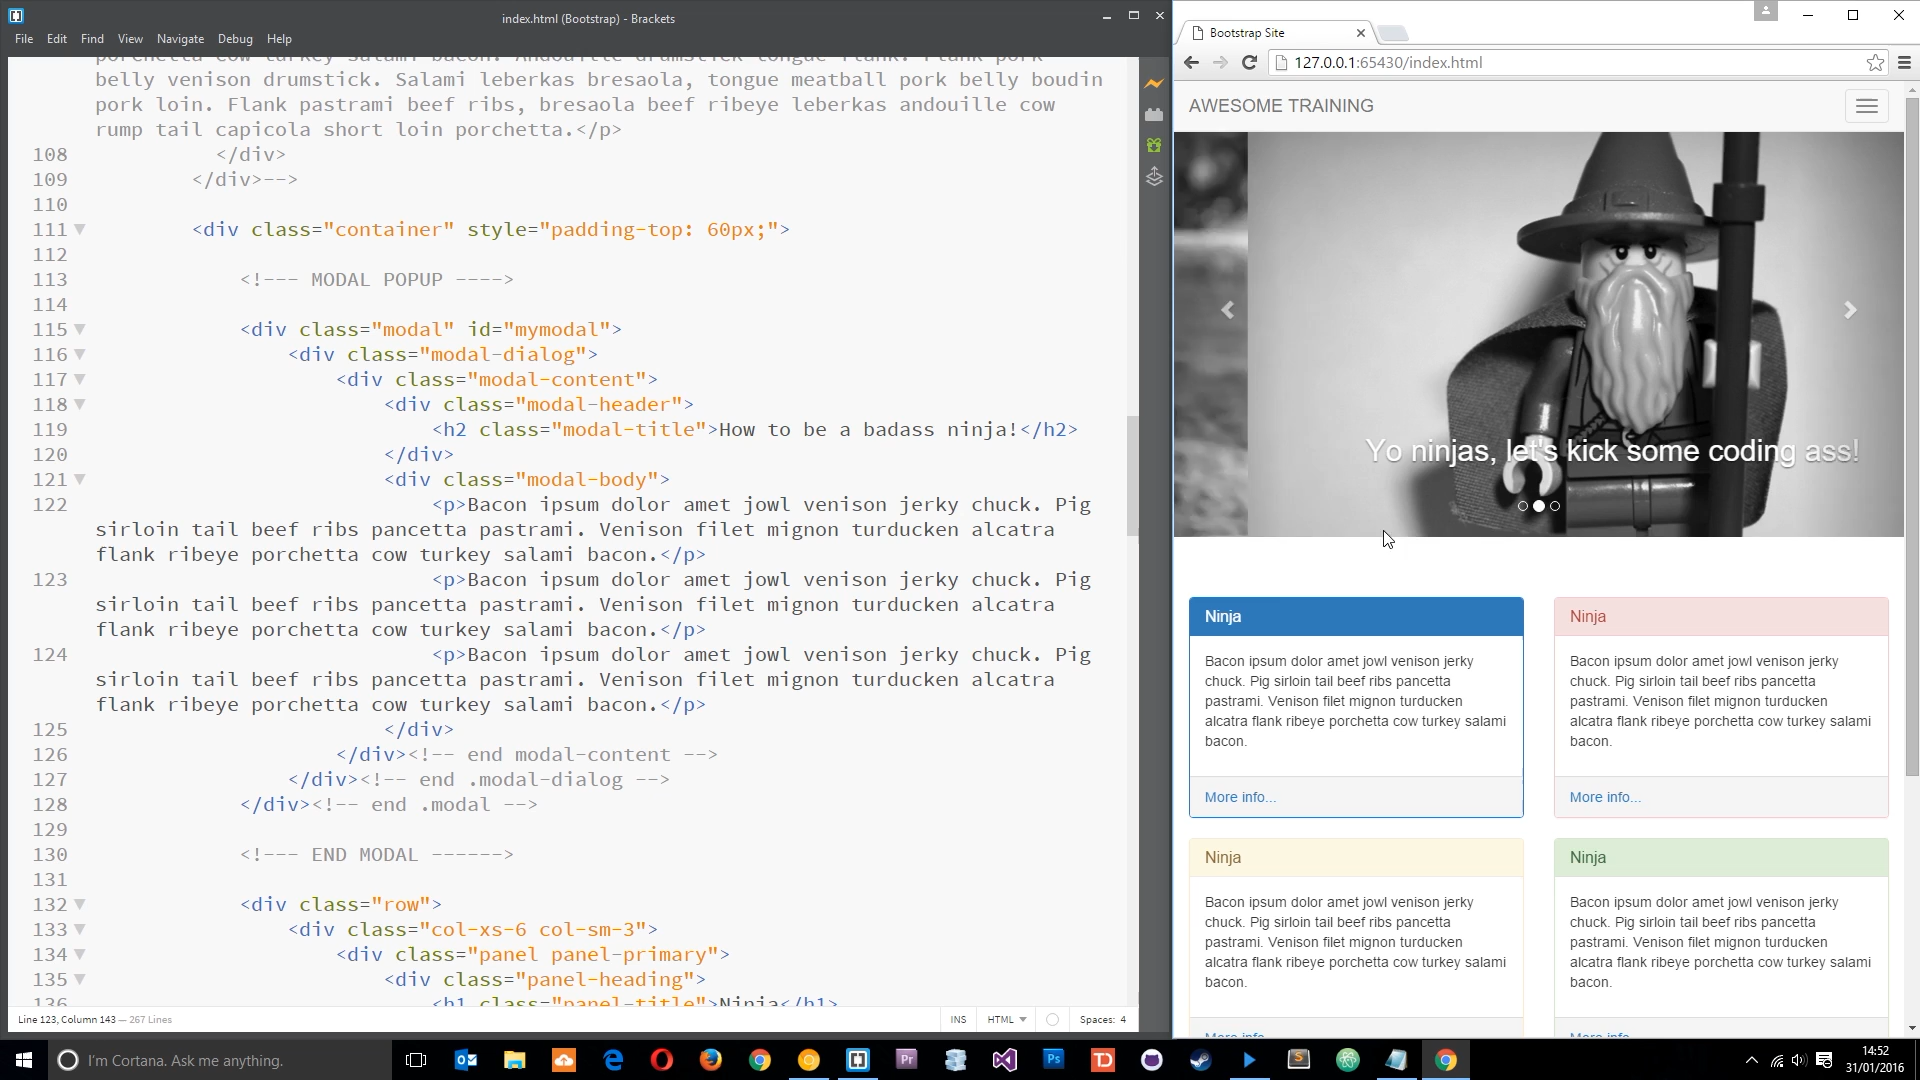 index.html (Bootstrap) - Brackets
File Edit Find View Navigate Debug Help
belly venison drumstick. Salami leberkas bresaola, tongue meatball pork belly boudin
pork loin. Flank pastrami beef ribs, bresaola beef ribeye leberkas andouille cow
rump tail capicola short loin porchetta.</p>
108 </div>
109 </div>-->
110
111 <div class="container" style="padding-top: 60px;">
112
113 <!--- MODAL POPUP ---->
114
115 <div class="modal" id="mymodal">
116 <div class="modal-dialog">
117 <div class="modal-content">
118 <div class="modal-header">
119 <h2 class="modal-title">How to be a badass ninja!</h2>
120 </div>
121 <div class="modal-body">
122 <p>Bacon ipsum dolor amet jowl venison jerky chuck. Pig
sirloin tail beef ribs pancetta pastrami. Venison filet mignon turducken alcatra
flank ribeye porchetta cow turkey salami bacon.</p>
123 <p>Bacon ipsum dolor amet jowl venison jerky chuck. Pig
sirloin tail beef ribs pancetta pastrami. Venison filet mignon turducken alcatra
flank ribeye porchetta cow turkey salami bacon.</p>
124 <p>Bacon ipsum dolor amet jowl venison jerky chuck. Pig
sirloin tail beef ribs pancetta pastrami. Venison filet mignon turducken alcatra
flank ribeye porchetta cow turkey salami bacon.</p>
125 </div>
126 </div><!-- end modal-content -->
127 </div><!-- end .modal-dialog -->
128 </div><!-- end .modal -->
129
130 <!--- END MODAL ------>
131
132 <div class="row">
133 <div class="col-xs-6 col-sm-3">
134 <div class="panel panel-primary">
135 <div class="panel-heading">
136 <h1 class="panel-title">Ninja</h1>
Line 123, Column 143 — 267 Lines
INS HTML Spaces: 4
Bootstrap Site
127.0.0.1:65430/index.html
AWESOME TRAINING
Yo ninjas, let's kick some coding ass!
Ninja
Bacon ipsum dolor amet jowl venison jerky
chuck. Pig sirloin tail beef ribs pancetta
pastrami. Venison filet mignon turducken
alcatra flank ribeye porchetta cow turkey salami
bacon.
More info...
Ninja
Bacon ipsum dolor amet jowl venison jerky
chuck. Pig sirloin tail beef ribs pancetta
pastrami. Venison filet mignon turducken
alcatra flank ribeye porchetta cow turkey salami
bacon.
More info...
Ninja
Bacon ipsum dolor amet jowl venison jerky
chuck. Pig sirloin tail beef ribs pancetta
pastrami. Venison filet mignon turducken
alcatra flank ribeye porchetta cow turkey salami
bacon.
Ninja
Bacon ipsum dolor amet jowl venison jerky
chuck. Pig sirloin tail beef ribs pancetta
pastrami. Venison filet mignon turducken
alcatra flank ribeye porchetta cow turkey salami
bacon.
I'm Cortana. Ask me anything.
Pr
Ps
14:52
31/01/2016